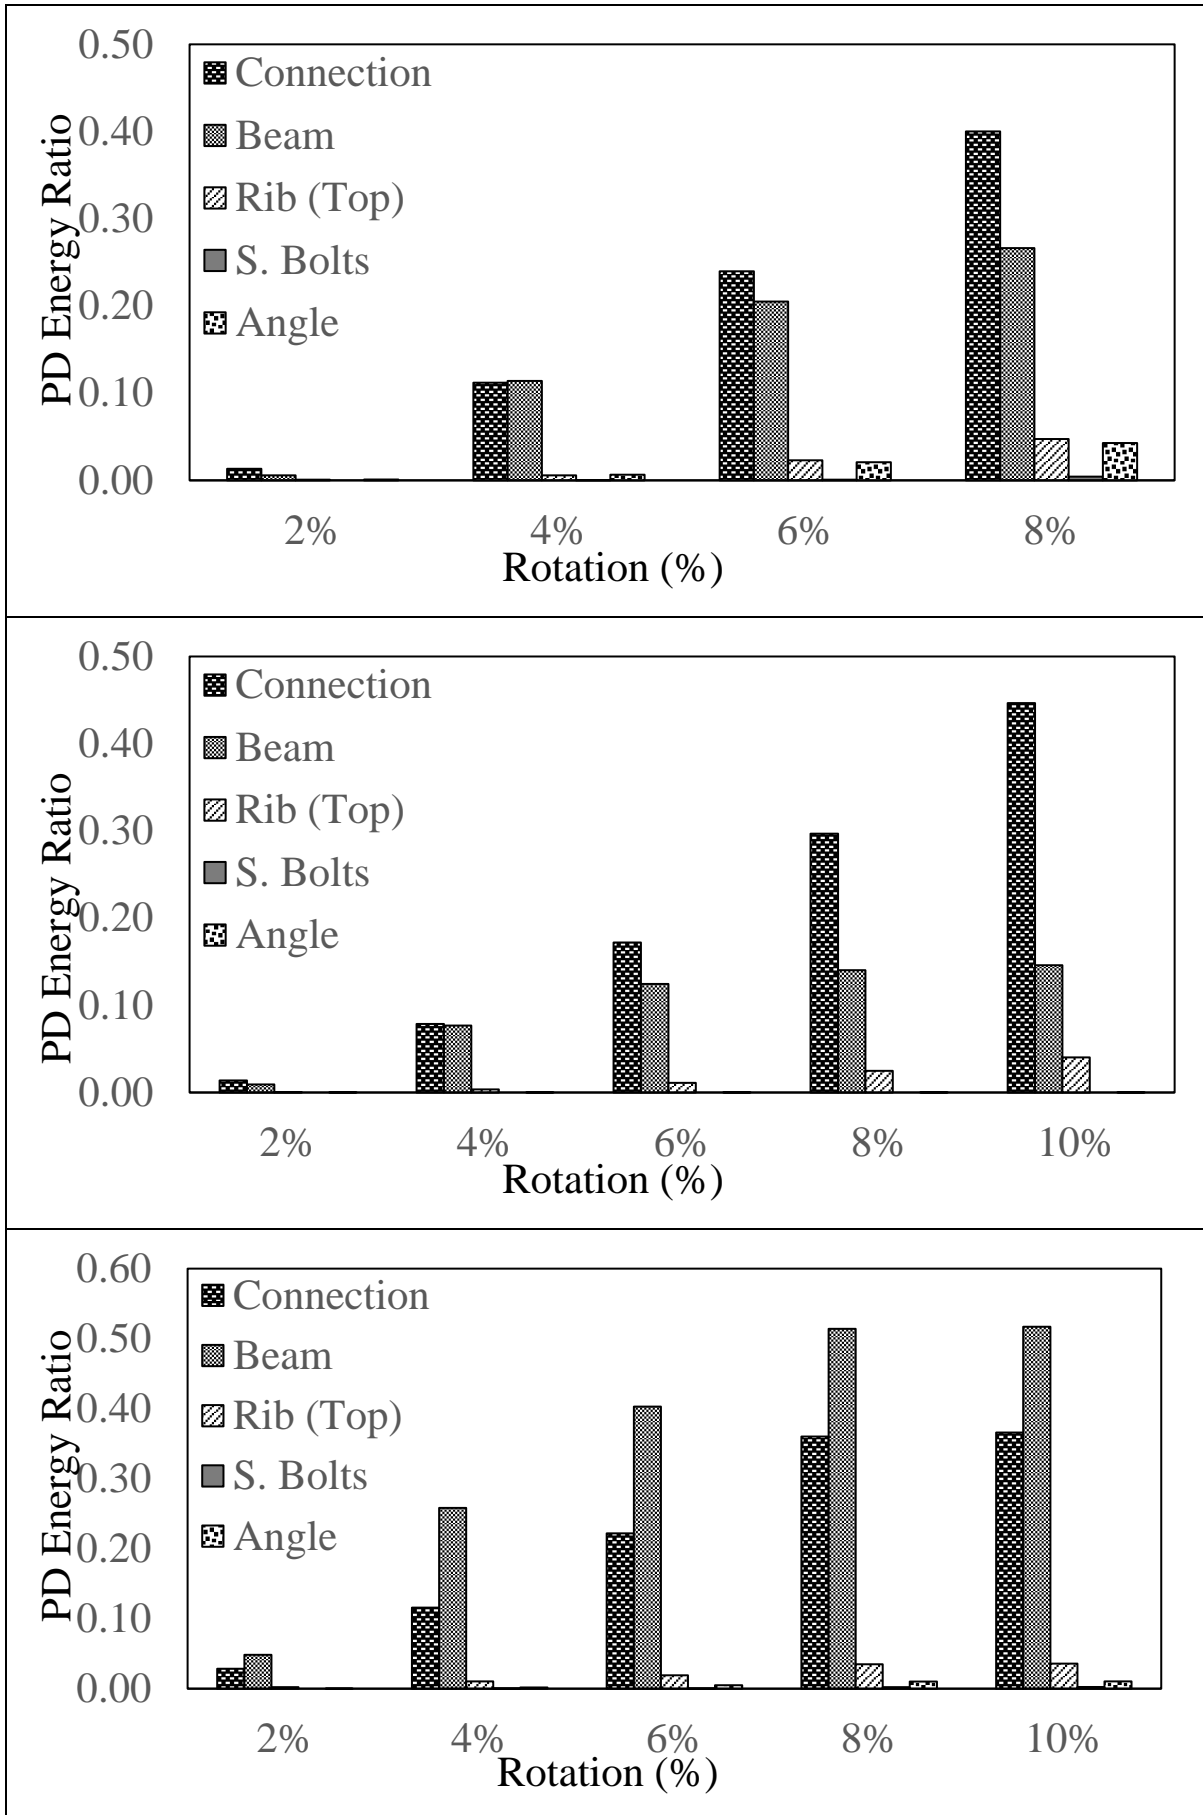 0.50
0.40
0.30
0.20
0.10
0.00
PD Energy Ratio
Connection
Beam
Rib (Top)
S. Bolts
Angle
2% 4% 6% 8%
Rotation (%)
0.50
0.40
0.30
0.20
0.10
0.00
PD Energy Ratio
Connection
Beam
Rib (Top)
S. Bolts
Angle
2% 4% 6% 8% 10%
Rotation (%)
0.60
0.50
0.40
0.30
0.20
0.10
0.00
PD Energy Ratio
Connection
Beam
Rib (Top)
S. Bolts
Angle
2% 4% 6% 8% 10%
Rotation (%)